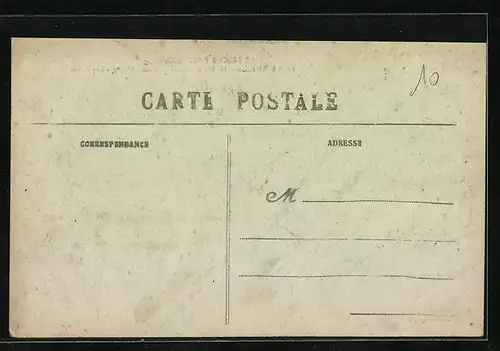 10
CARTE POSTALE
CORRESPONDANCE
ADRESSE
M